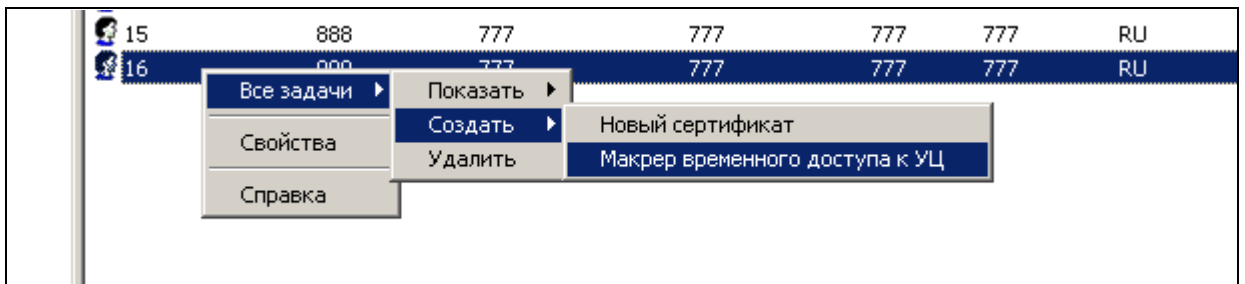 15 888 777 777 777 777 RU
16 999 777 777 777 777 RU
Все задачи Показать
Создать Новый сертификат
Свойства
Удалить Макрер временного доступа к УЦ
Справка